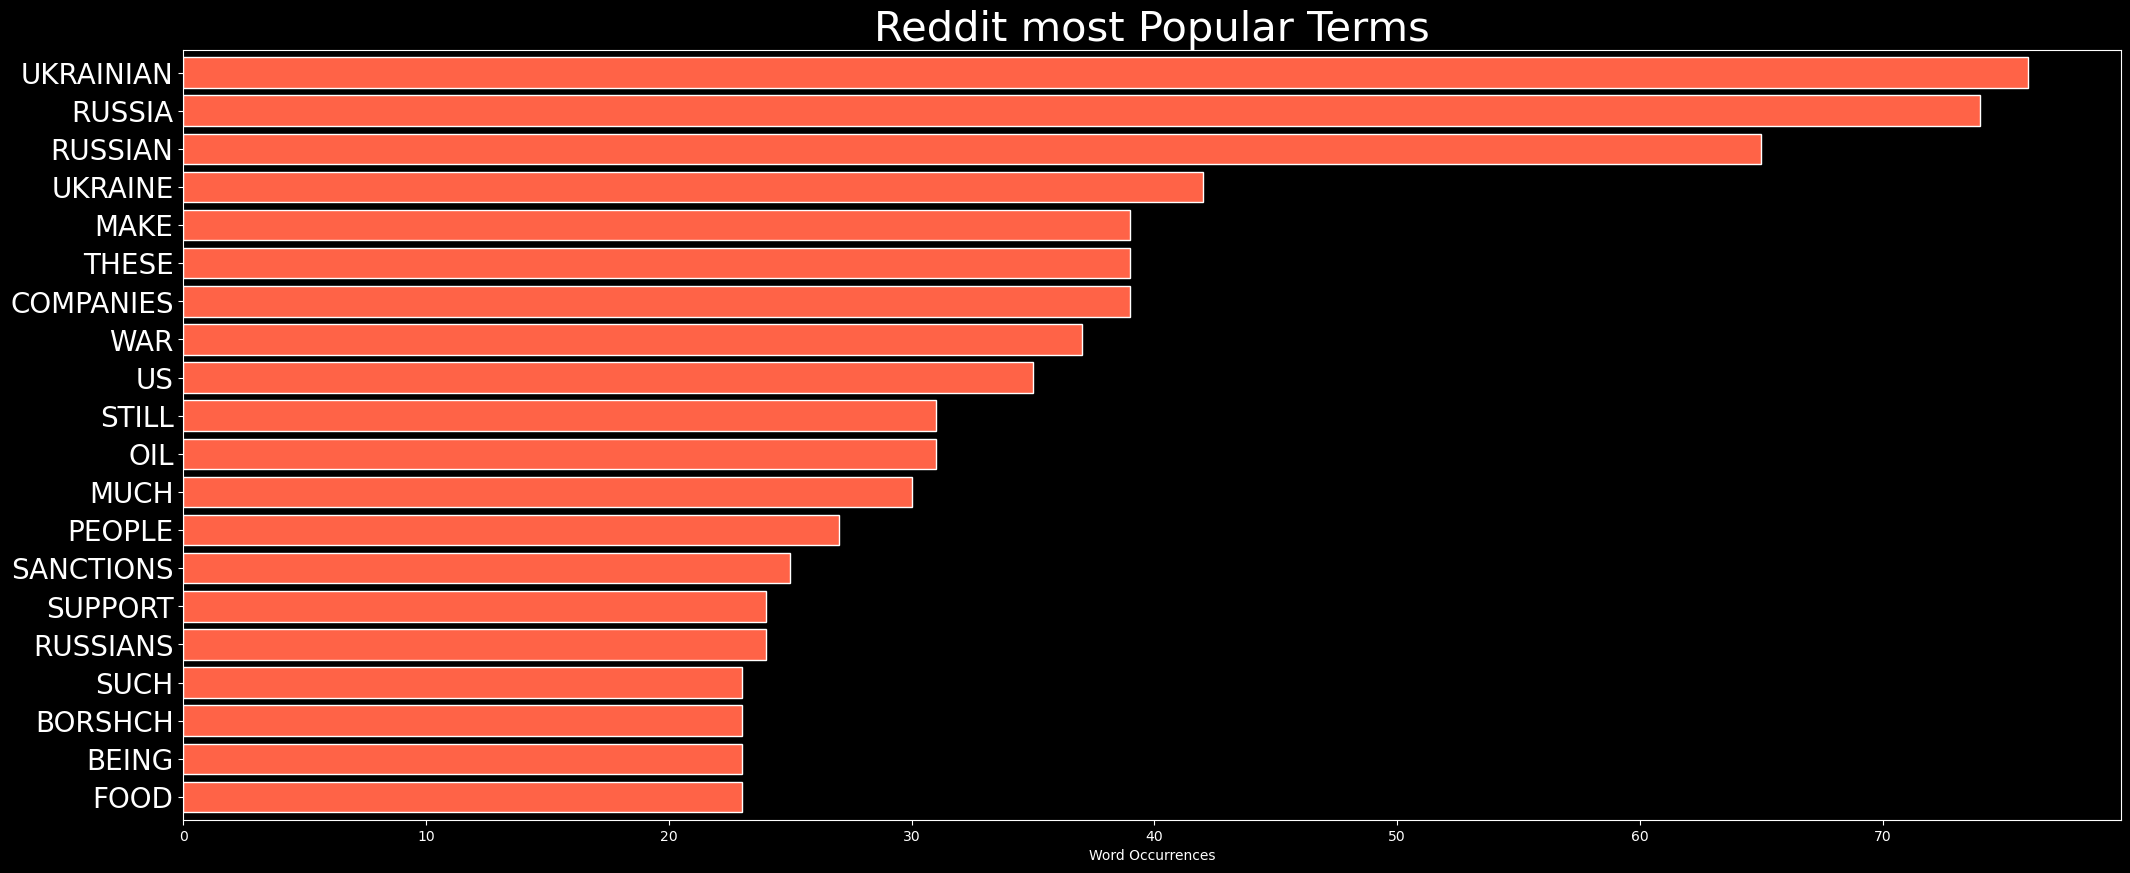 Reddit most Popular Terms
UKRAINIAN
RUSSIA
RUSSIAN
UKRAINE
MAKE
THESE
COMPANIES
WAR
US
STILL
OIL
MUCH
PEOPLE
SANCTIONS
SUPPORT
RUSSIANS
SUCH
BORSHCH
BEING
FOOD
0 10 20 30 40 50 60 70
Word Occurrences